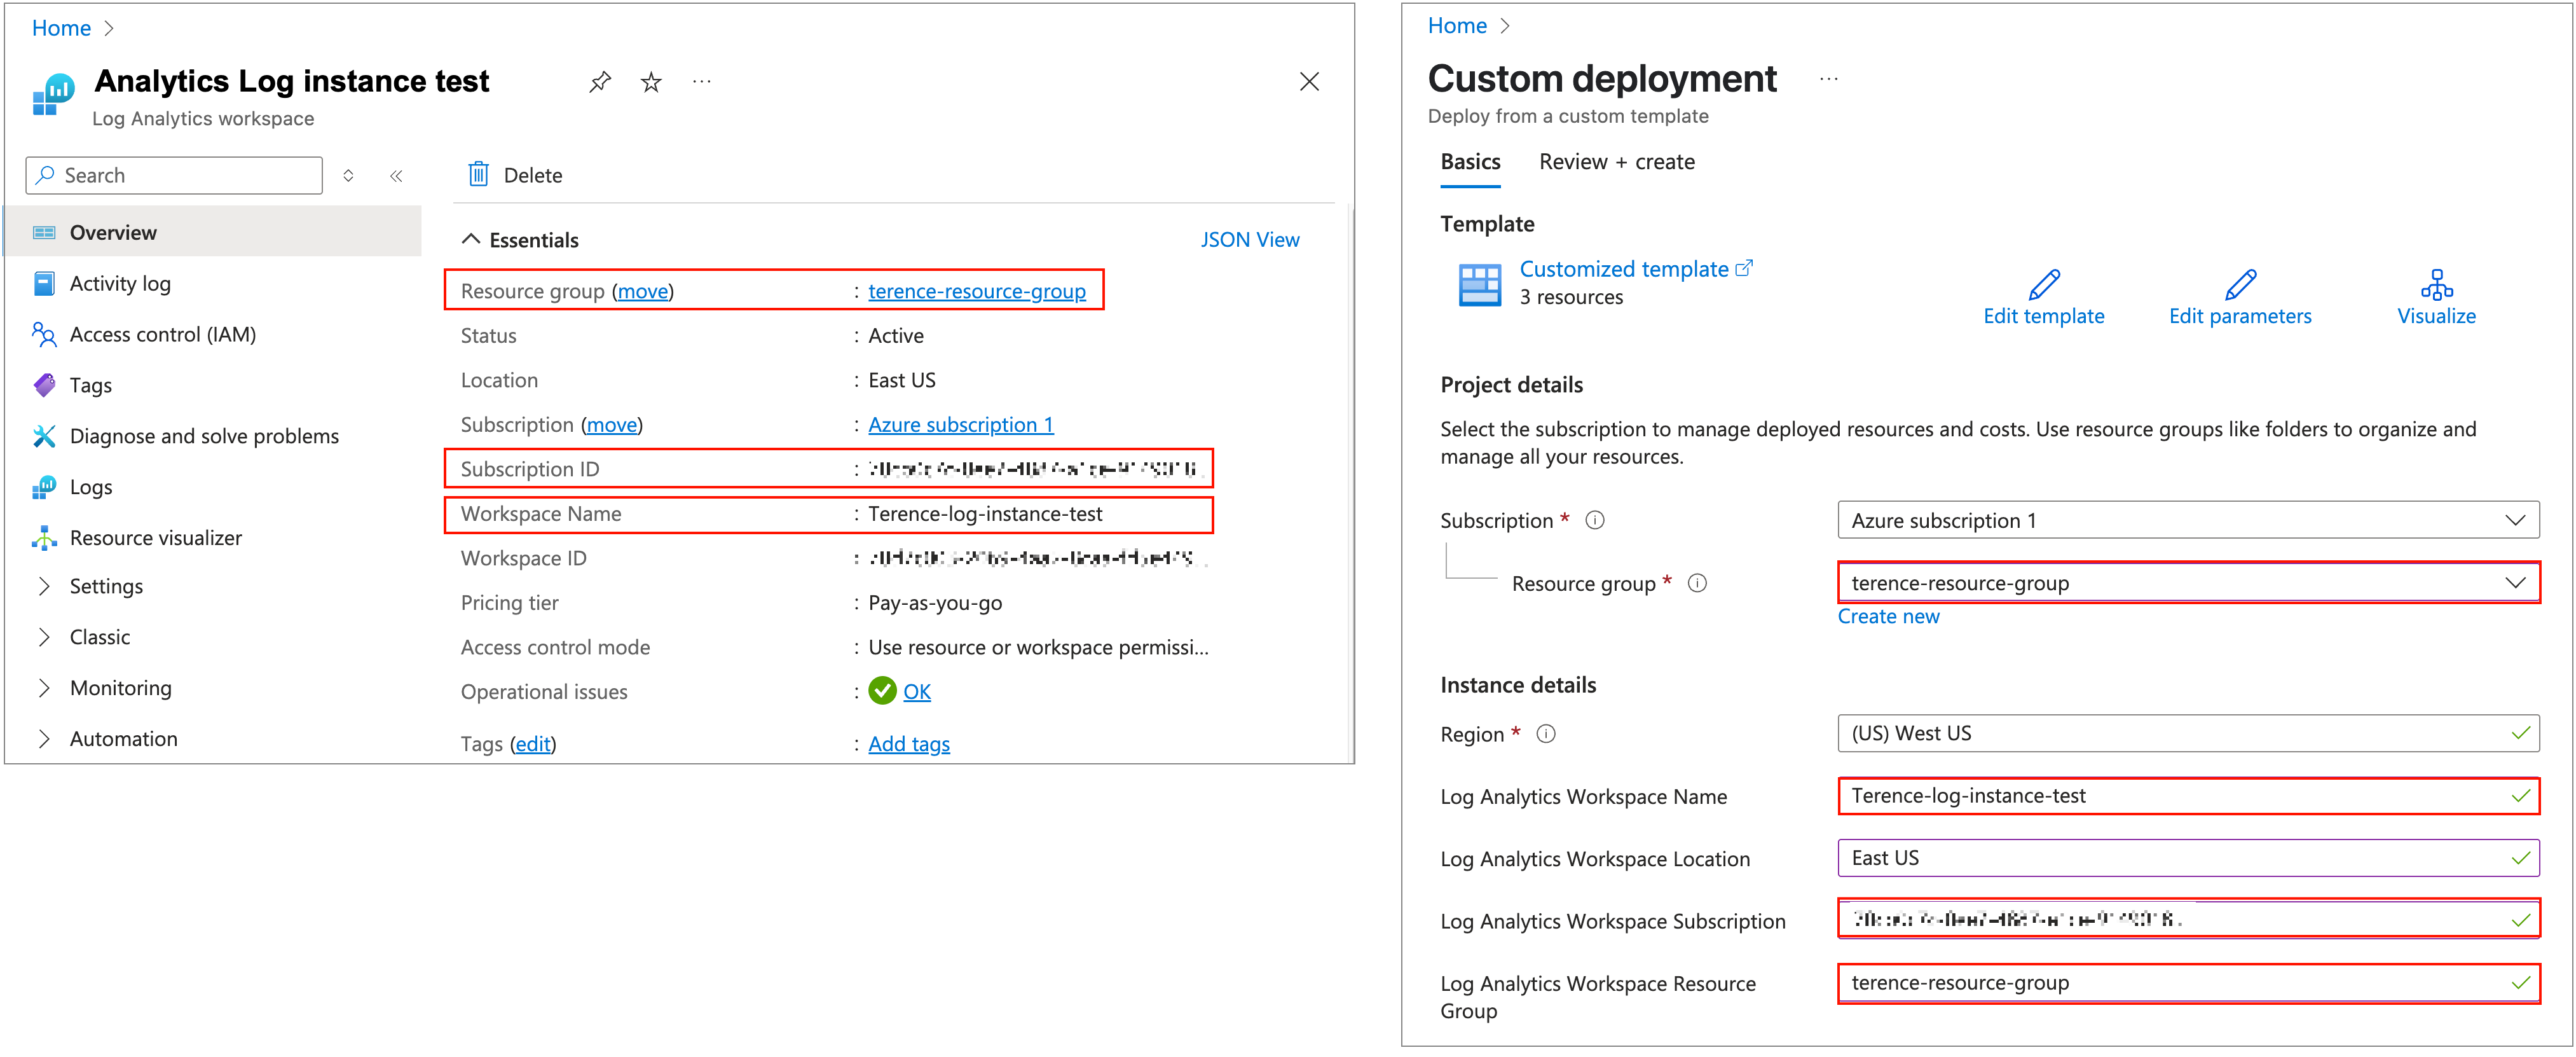 Home
Analytics Log instance test
Log Analytics workspace
Search
Delete
Overview
Activity log
Access control (IAM)
Tags
Diagnose and solve problems
Logs
Resource visualizer
Settings
Classic
Monitoring
Automation
Essentials
JSON View
Resource group (move) : terence-resource-group
Status : Active
Location : East US
Subscription (move) : Azure subscription 1
Subscription ID :
Workspace Name : Terence-log-instance-test
Workspace ID :
Pricing tier : Pay-as-you-go
Access control mode : Use resource or workspace permissi...
Operational issues : OK
Tags (edit) : Add tags
Home
Custom deployment ...
Deploy from a custom template
Basics Review + create
Template
Customized template
3 resources
Edit template
Edit parameters
Visualize
Project details
Select the subscription to manage deployed resources and costs. Use resource groups like folders to organize and
manage all your resources.
Subscription * Azure subscription 1
Resource group * terence-resource-group
Create new
Instance details
Region * (US) West US
Log Analytics Workspace Name Terence-log-instance-test
Log Analytics Workspace Location East US
Log Analytics Workspace Subscription
Log Analytics Workspace Resource terence-resource-group
Group